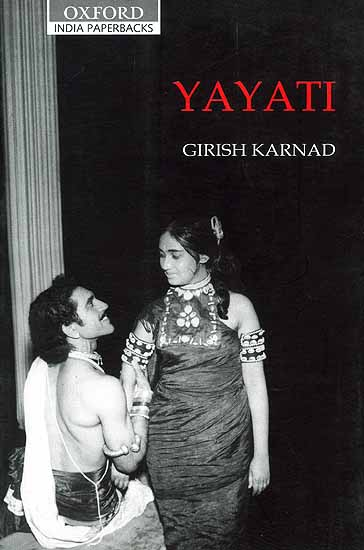 OXFORD
INDIA PAPERBACKS
YAYATI
GIRISH KARNAD